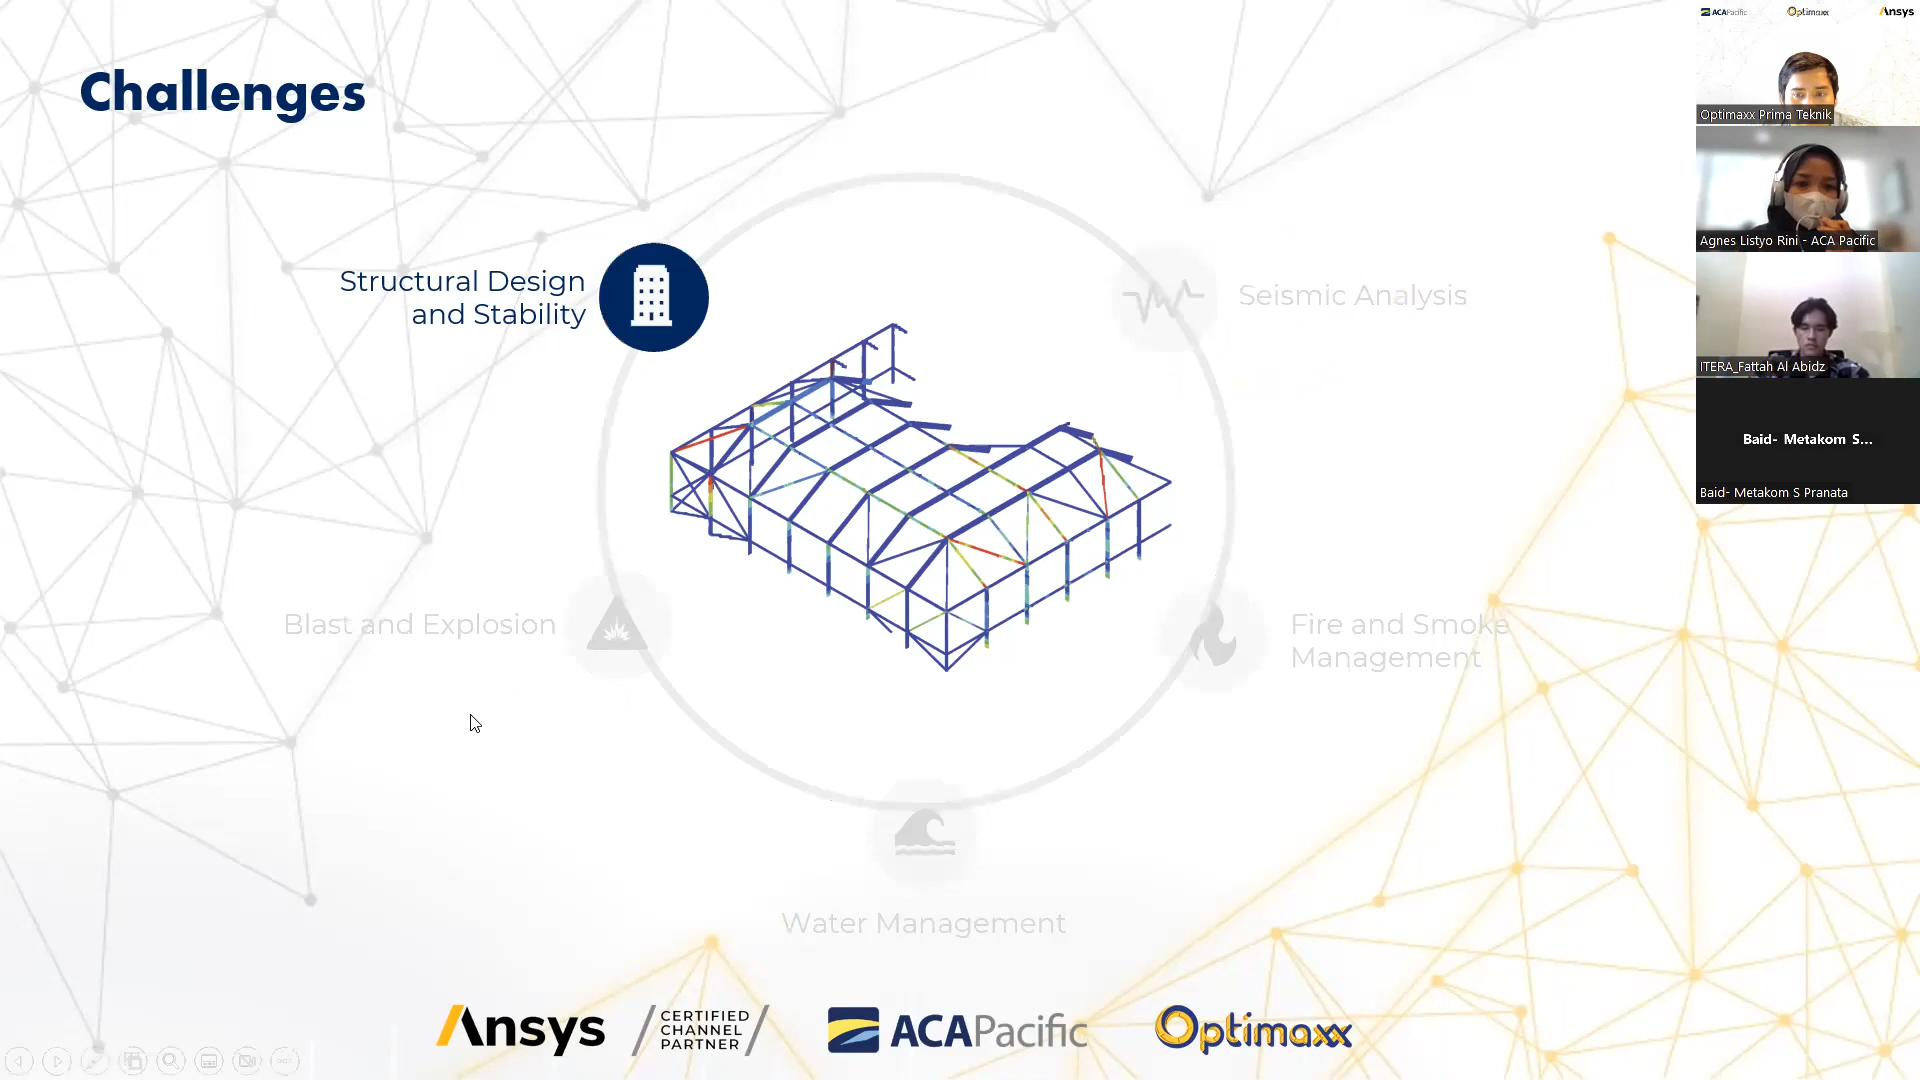 Challenges
Structural Design
and Stability
Seismic Analysis
Blast and Explosion
Fire and Smoke
Management
Water Management
Ansys
CERTIFIED
CHANNEL
PARTNER
ACAPacific
Optimaxx
ACAPacific
Optimaxx
Ansys
Optimaxx Prima Teknik
Agnes Listyo Rini - ACA Pacific
ITERA_Fattah Al Abidz
Baid- Metakom S...
Baid- Metakom S Pranata